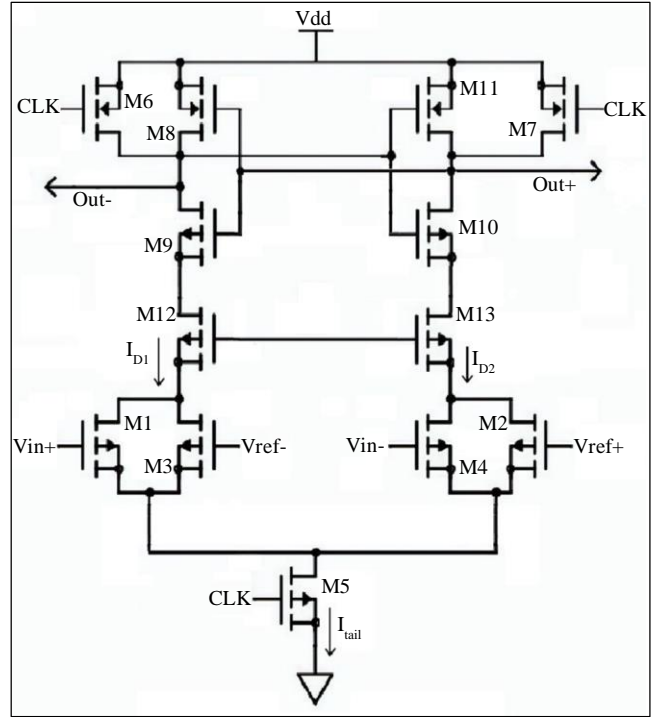 Vdd
CLK
M6
M8
M11
M7
CLK
Out-
Out+
M9
M10
M12
M13
I_D1
I_D2
Vin+
M1
M3
Vref-
Vin-
M2
M4
Vref+
CLK
M5
I_tail